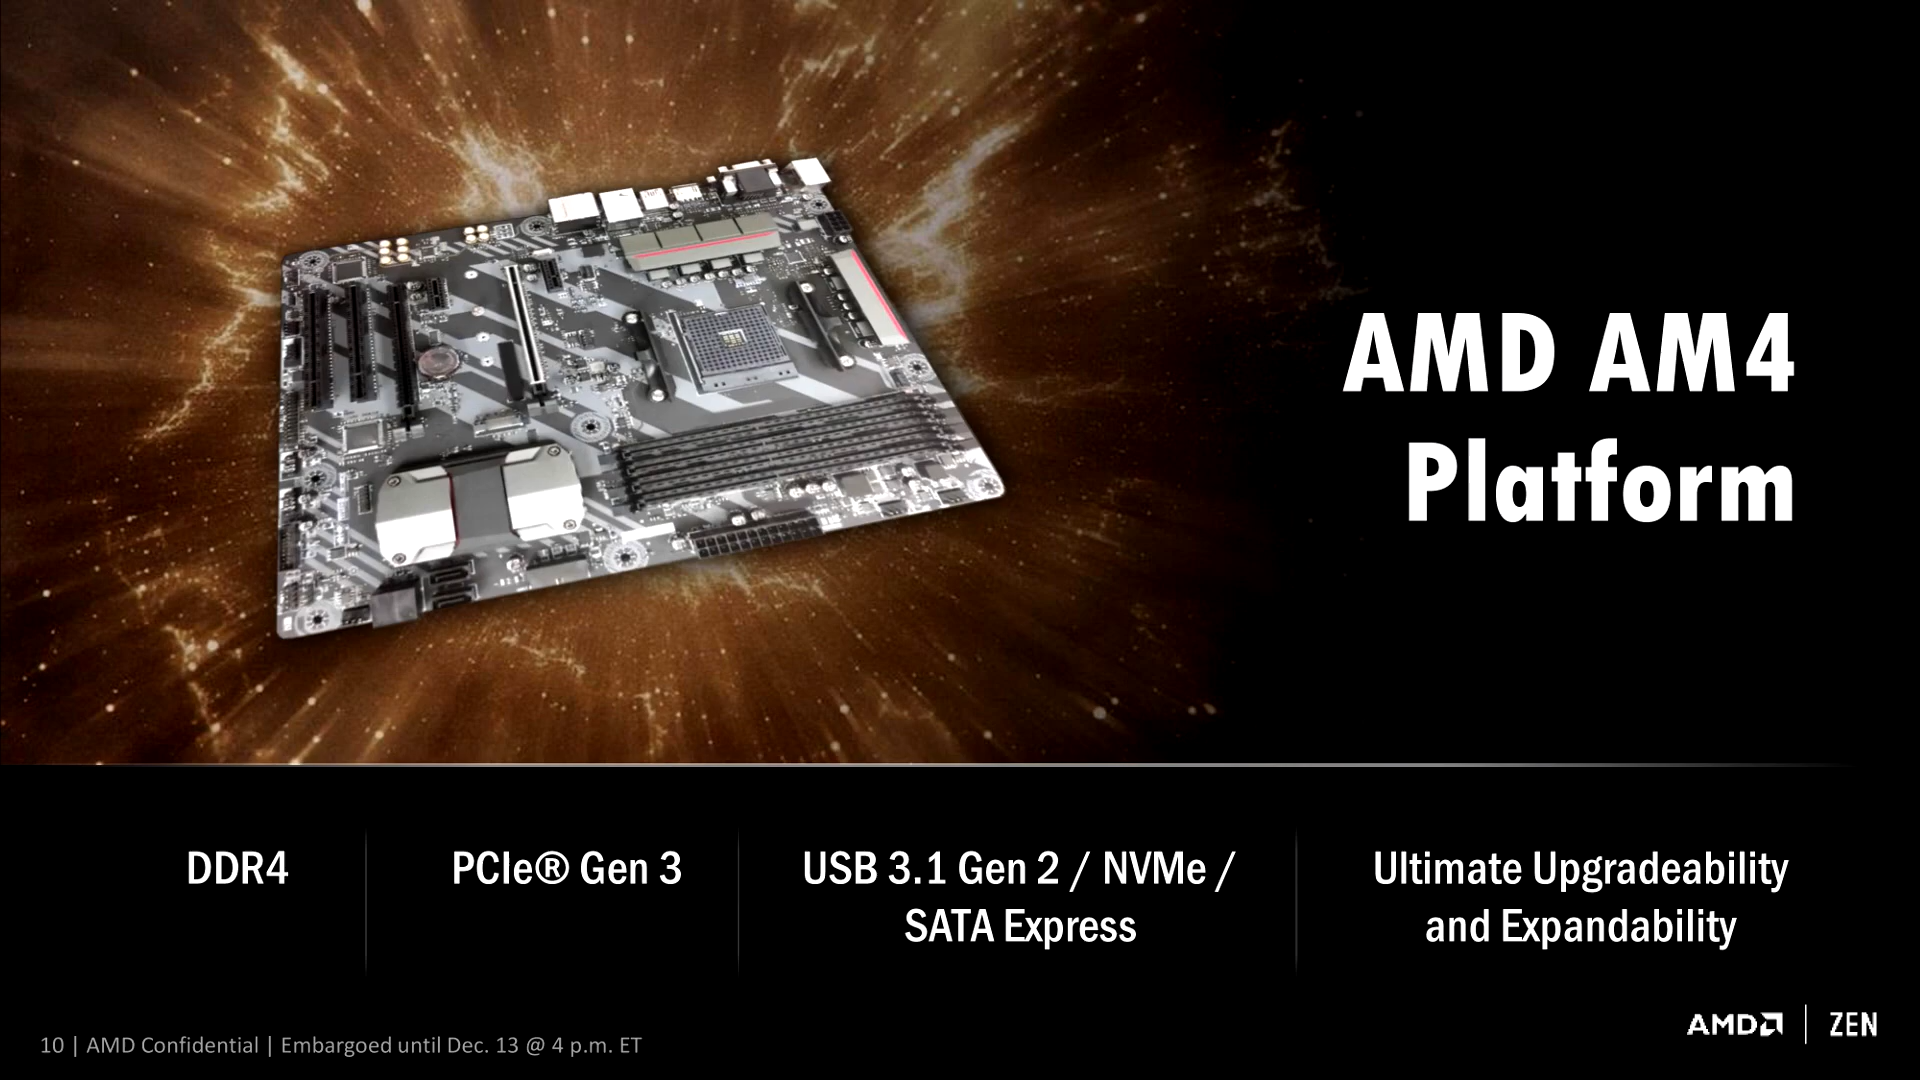 AMD AM4
Platform
DDR4
PCIe® Gen 3
USB 3.1 Gen 2 / NVMe /
SATA Express
Ultimate Upgradeability
and Expandability
10 | AMD Confidential | Embargoed until Dec. 13 @ 4 p.m. ET
AMD | ZEN